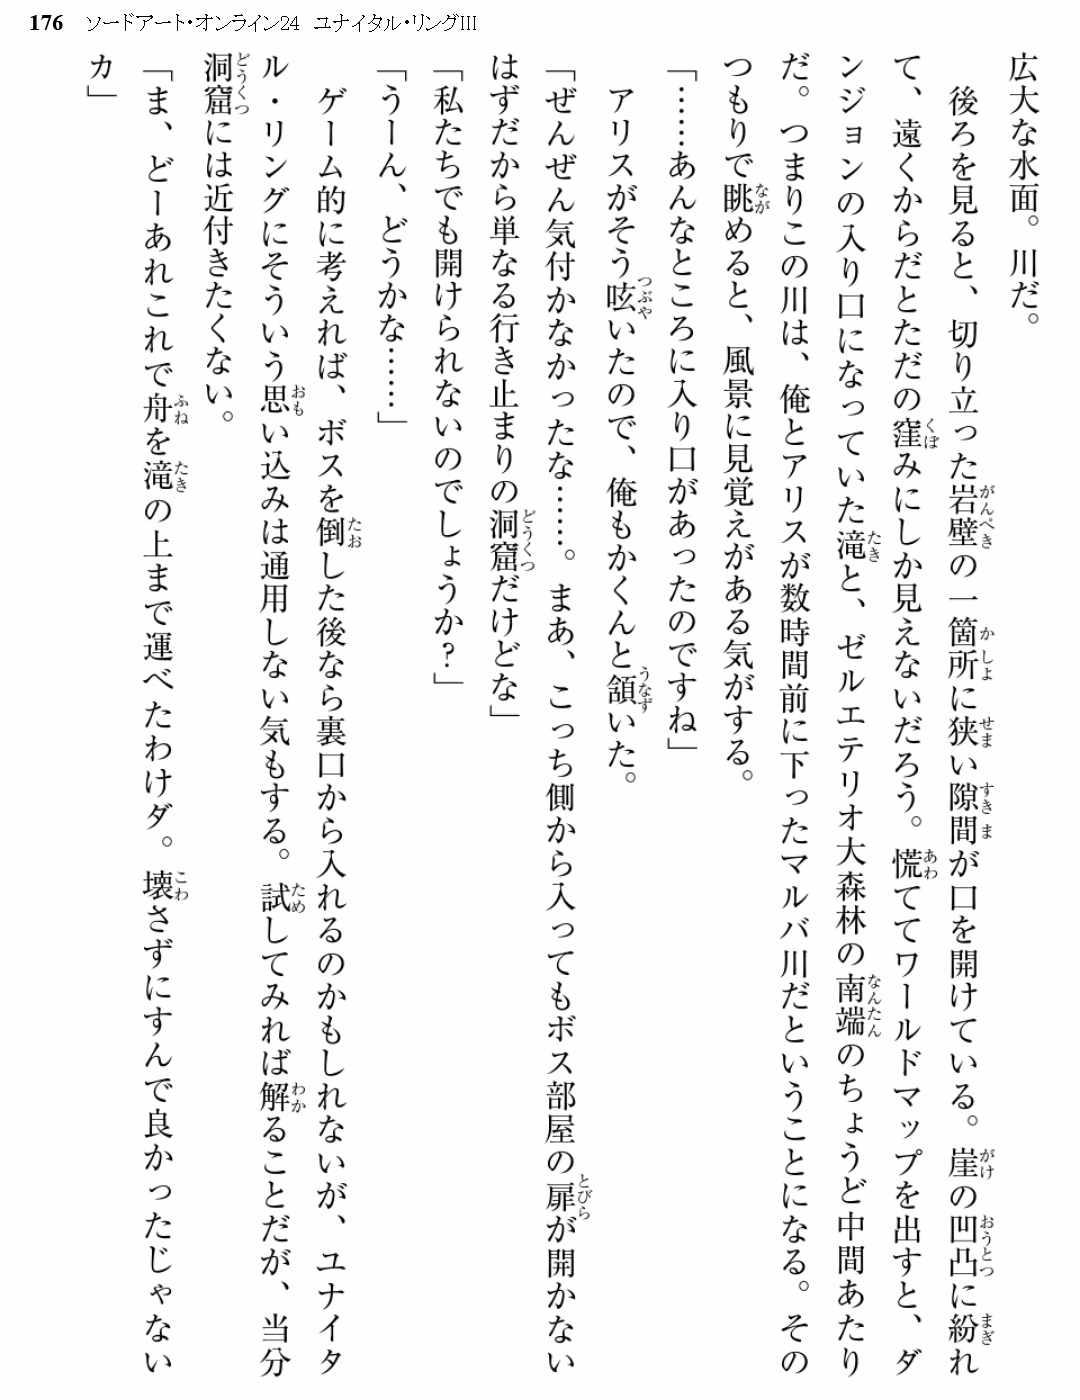 176 ソードアート・オンライン24 ユナイタル・リングIII
広大な水面。川だ。
後ろを見ると、切り立った岩壁の一箇所に狭い隙間が口を開けている。崖の凹凸に紛れ
て、遠くからだとただの窪みにしか見えないだろう。慌ててワールドマップを出すと、ダ
ンジョンの入り口になっていた滝と、ゼルエテリオ大森林の南端のちょうど中間あたり
だ。つまりこの川は、俺とアリスが数時間前に下ったマルバ川だということになる。その
つもりで眺めると、風景に見覚えがある気がする。
「……あんなところに入り口があったのですね」
アリスがそう呟いたので、俺もかくんと頷いた。
「ぜんぜん気付かなかったな……。まあ、こっち側から入ってもボス部屋の扉が開かない
はずだから単なる行き止まりの洞窟だけどな」
「私たちでも開けられないのでしょうか?」
「うーん、どうかな……」
ゲーム的に考えれば、ボスを倒した後なら裏口から入れるのかもしれないが、ユナイタ
ル・リングにそういう思い込みは通用しない気もする。試してみれば解ることだが、当分
洞窟には近付きたくない。
「ま、どーあれこれで舟を滝の上まで運べたわけダ。壊さずにすんで良かったじゃない
カ」